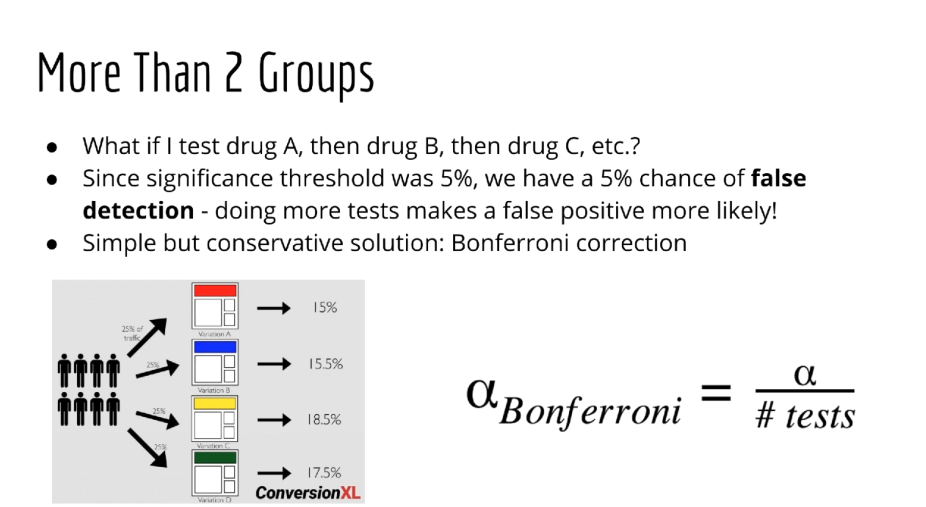 More Than 2 Groups
● What if I test drug A, then drug B, then drug C, etc.?
● Since significance threshold was 5%, we have a 5% chance of false
detection - doing more tests makes a false positive more likely!
● Simple but conservative solution: Bonferroni correction
25% of
traffic
25%
25%
25%
Variation A
15%
Variation B
15.5%
Variation C
18.5%
Variation D
17.5%
ConversionXL
α Bonferroni = α / # tests